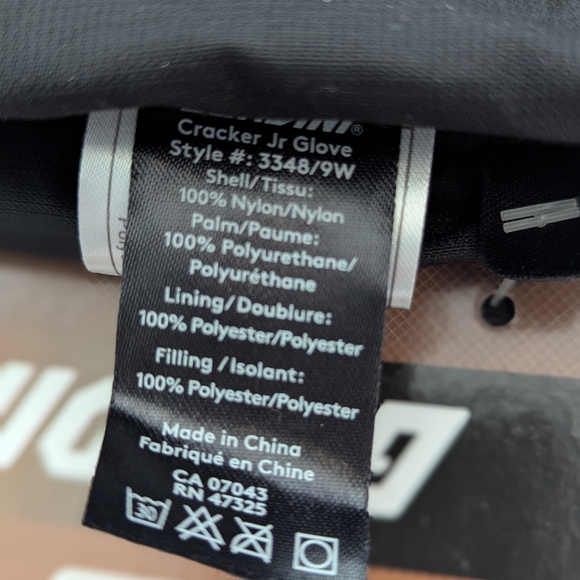 Cracker Jr Glove
Style #: 3348/9W
Shell/Tissu:
100% Nylon/Nylon
Palm/Paume:
100% Polyurethane/
Polyuréthane
Lining/Doublure:
100% Polyester/Polyester
Filling /Isolant:
100% Polyester/Polyester
Made in China
Fabriqué en Chine
CA 07043
RN 47325
30